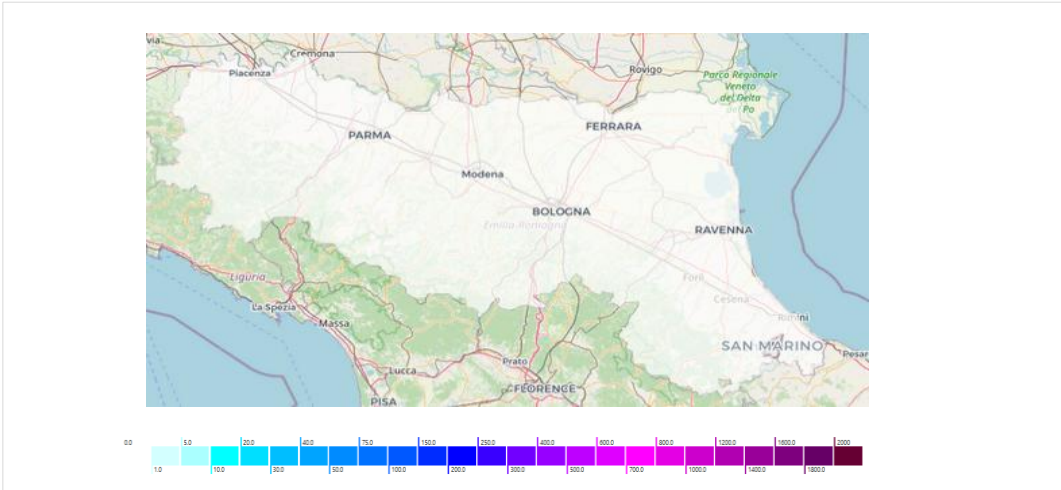 via
Cremona
Piacenza
Rovigo
Parco Regionale
Veneto
del Delta
del Po
PARMA
FERRARA
Modena
BOLOGNA
Emilia-Romagna
RAVENNA
Liguria
Forlì
Cesena
La Spezia
Rimini
Massa
SAN MARINO
Pesar
Prato
Lucca
FLORENCE
PISA
0.0 5.0 20.0 40.0 75.0 150.0 250.0 400.0 600.0 800.0 1200.0 1600.0 2000
1.0 10.0 30.0 50.0 100.0 200.0 300.0 500.0 700.0 1000.0 1400.0 1800.0